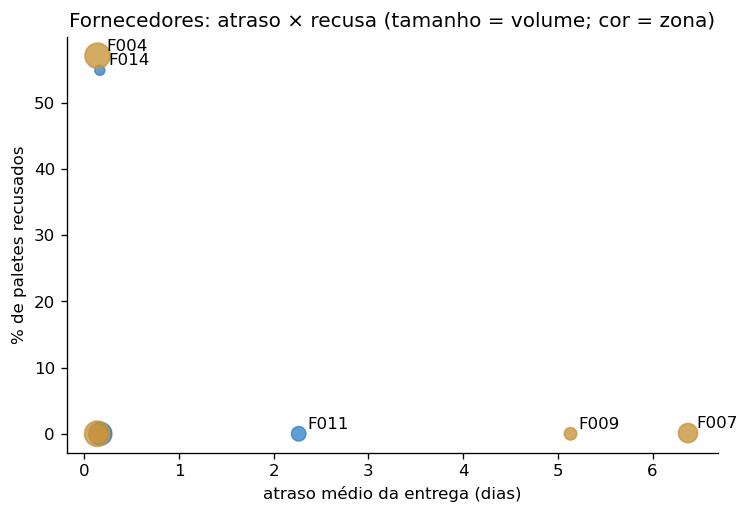 Fornecedores: atraso × recusa (tamanho = volume; cor = zona)
F004
F014
50
40
30
20
10
0
% de paletes recusados
F011
F009
F007
0 1 2 3 4 5 6
atraso médio da entrega (dias)